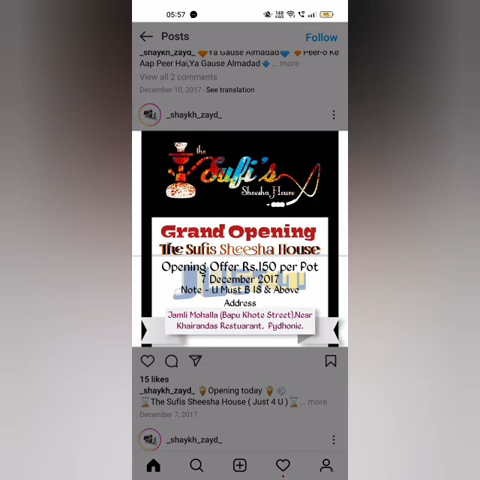 05:57
Posts
Follow
_shaykh_zayd_ Ya Gause Almadad Peer-o Ke
Aap Peer Hai,Ya Gause Almadad ... more
View all 2 comments
December 10, 2017 · See translation
_shaykh_zayd_
the
Sufi's
Sheesha House
Grand Opening
The Sufis Sheesha House
Opening Offer Rs.150 per Pot
7 December 2017
Note - U Must B 18 & Above
Address
Jamli Mohalla (Bapu Khote Street),Near
Khairandas Restuarant. Pydhonie.
15 likes
_shaykh_zayd_ Opening today
The Sufis Sheesha House ( Just 4 U ) ... more
December 7, 2017
_shaykh_zayd_